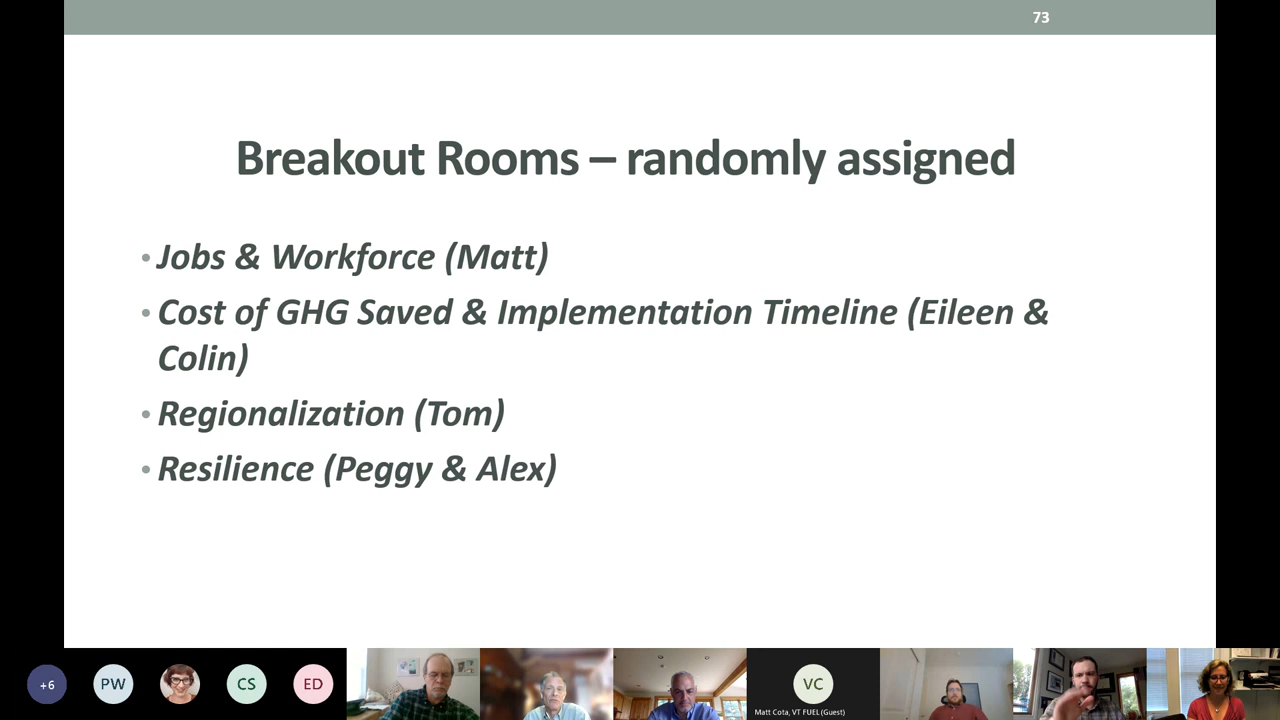 73
Breakout Rooms – randomly assigned
• Jobs & Workforce (Matt)
• Cost of GHG Saved & Implementation Timeline (Eileen &
Colin)
• Regionalization (Tom)
• Resilience (Peggy & Alex)
+6
PW
CS
ED
VC
Matt Cota, VT FUEL (Guest)